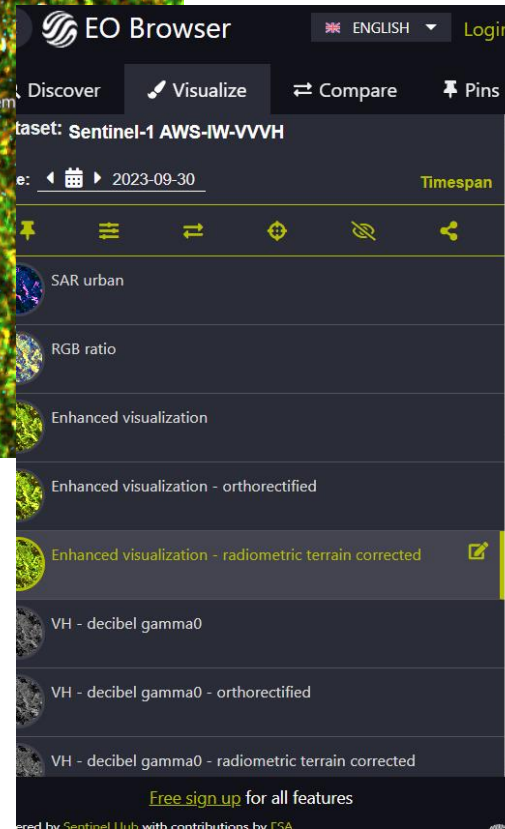 EO Browser
ENGLISH
Login
Discover
Visualize
Compare
Pins
taset: Sentinel-1 AWS-IW-VVVH
e: 2023-09-30
Timespan
SAR urban
RGB ratio
Enhanced visualization
Enhanced visualization - orthorectified
Enhanced visualization - radiometric terrain corrected
VH - decibel gamma0
VH - decibel gamma0 - orthorectified
VH - decibel gamma0 - radiometric terrain corrected
Free sign up for all features
ered by Sentinel Hub with contributions by ESA